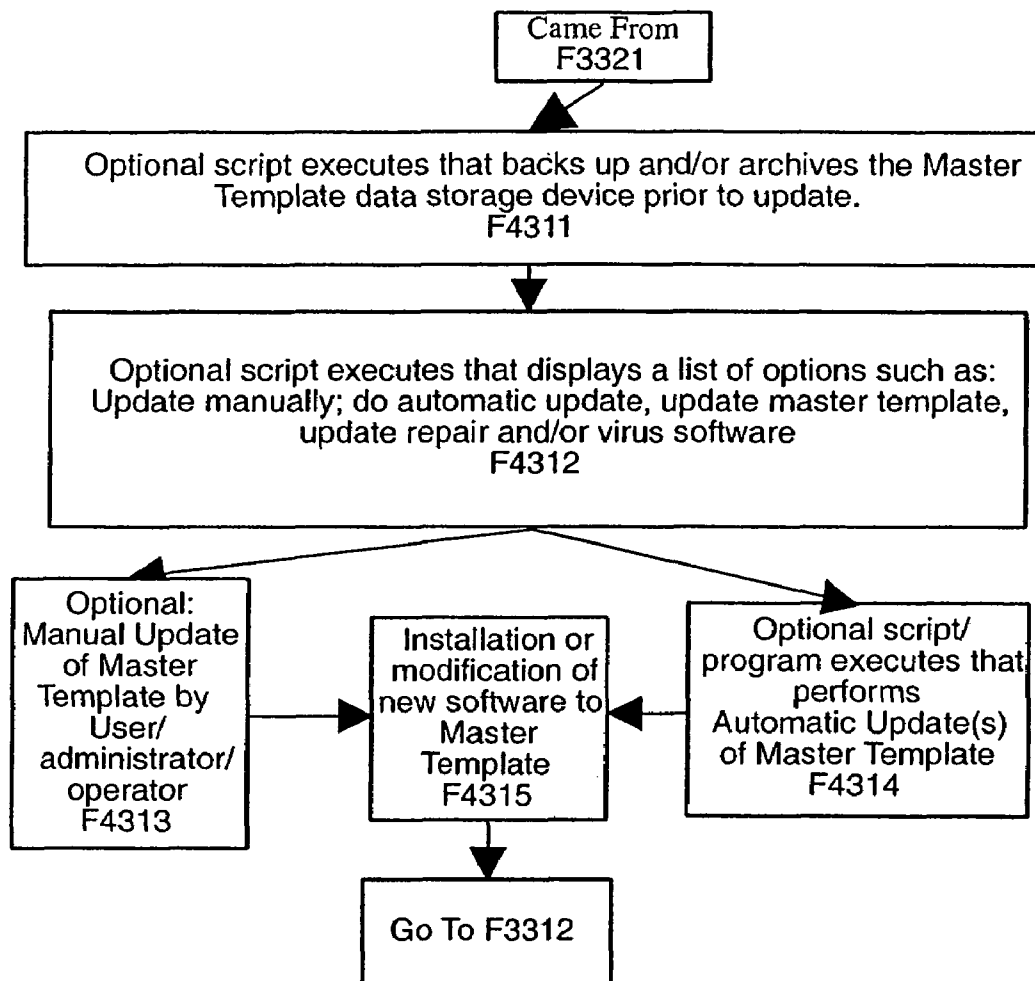 Came From
F3321
Optional script executes that backs up and/or archives the Master
Template data storage device prior to update.
F4311
Optional script executes that displays a list of options such as:
Update manually; do automatic update, update master template,
update repair and/or virus software
F4312
Optional:
Manual Update
of Master
Template by
User/
administrator/
operator
F4313
Installation or
modification of
new software to
Master
Template
F4315
Optional script/
program executes that
performs
Automatic Update(s)
of Master Template
F4314
Go To F3312